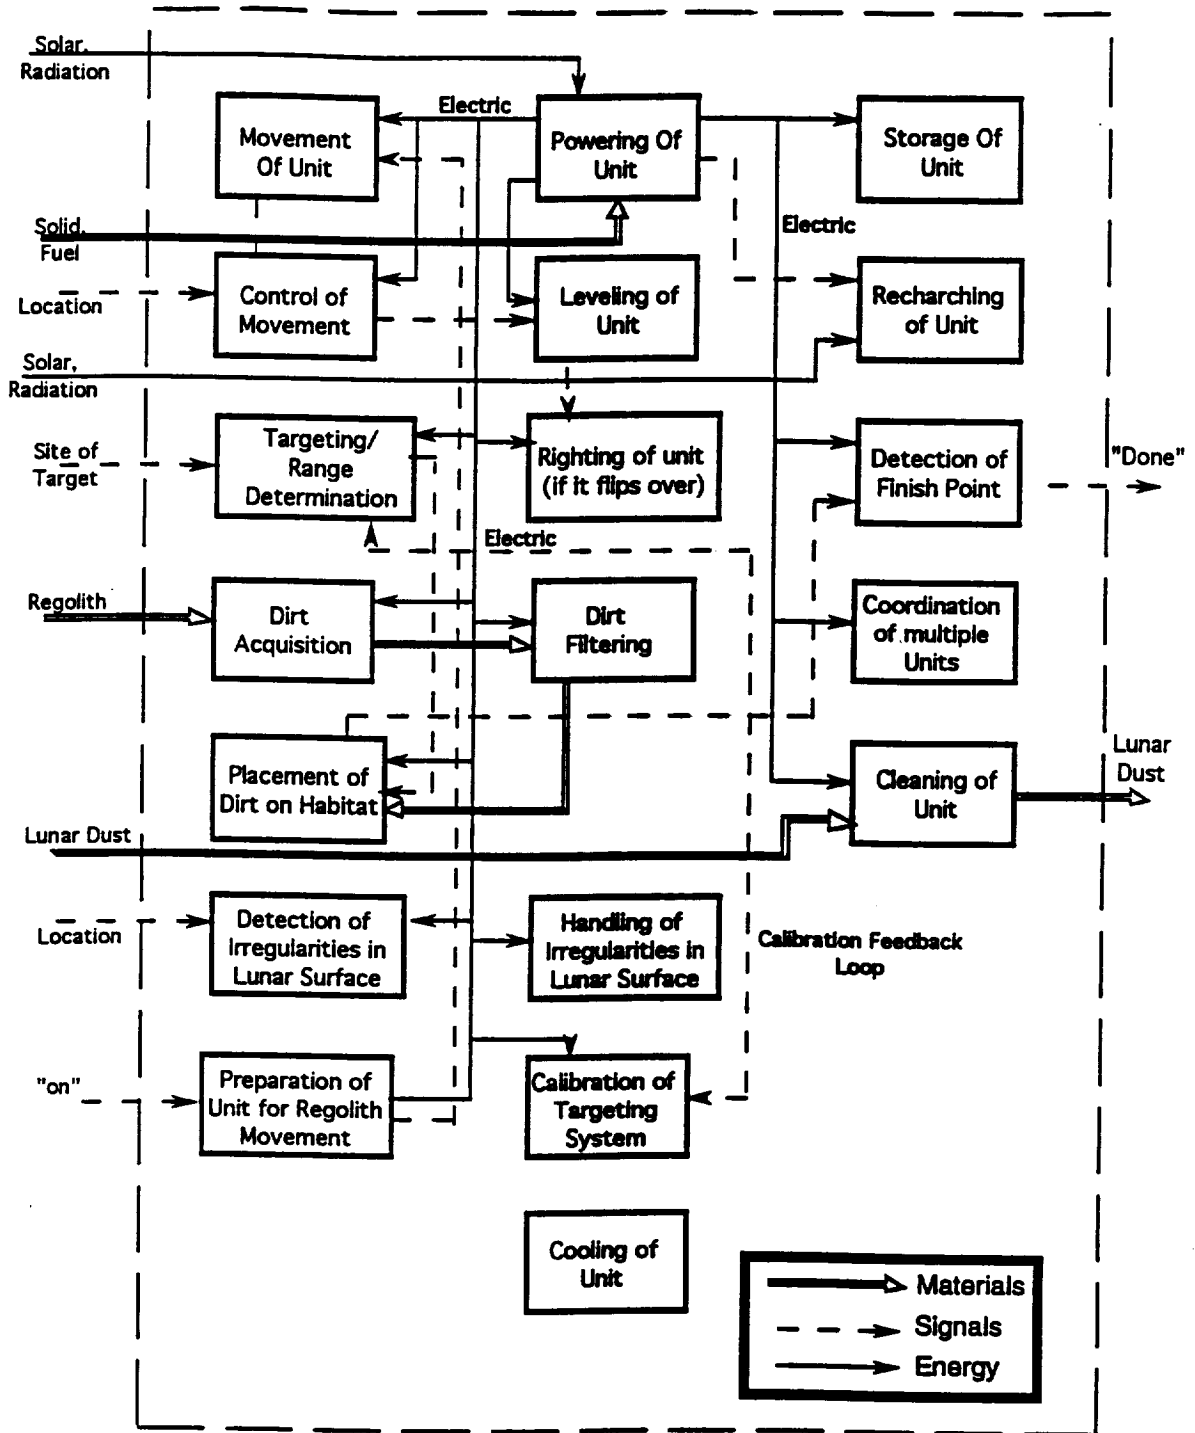 Solar,
Radiation
Electric
Movement
Of Unit
Powering Of
Unit
Storage Of
Unit
Solid,
Fuel
Electric
Location
Control of
Movement
Leveling of
Unit
Recharching
of Unit
Solar,
Radiation
Site of
Target
Targeting/
Range
Determination
Righting of unit
(if it flips over)
Detection of
Finish Point
"Done"
Electric
Regolith
Dirt
Acquisition
Dirt
Filtering
Coordination
of multiple
Units
Placement of
Dirt on Habitat
Cleaning of
Unit
Lunar
Dust
Lunar Dust
Location
Detection of
Irregularities in
Lunar Surface
Handling of
Irregularities in
Lunar Surface
Calibration Feedback
Loop
"on"
Preparation of
Unit for Regolith
Movement
Calibration of
Targeting
System
Cooling of
Unit
Materials
Signals
Energy